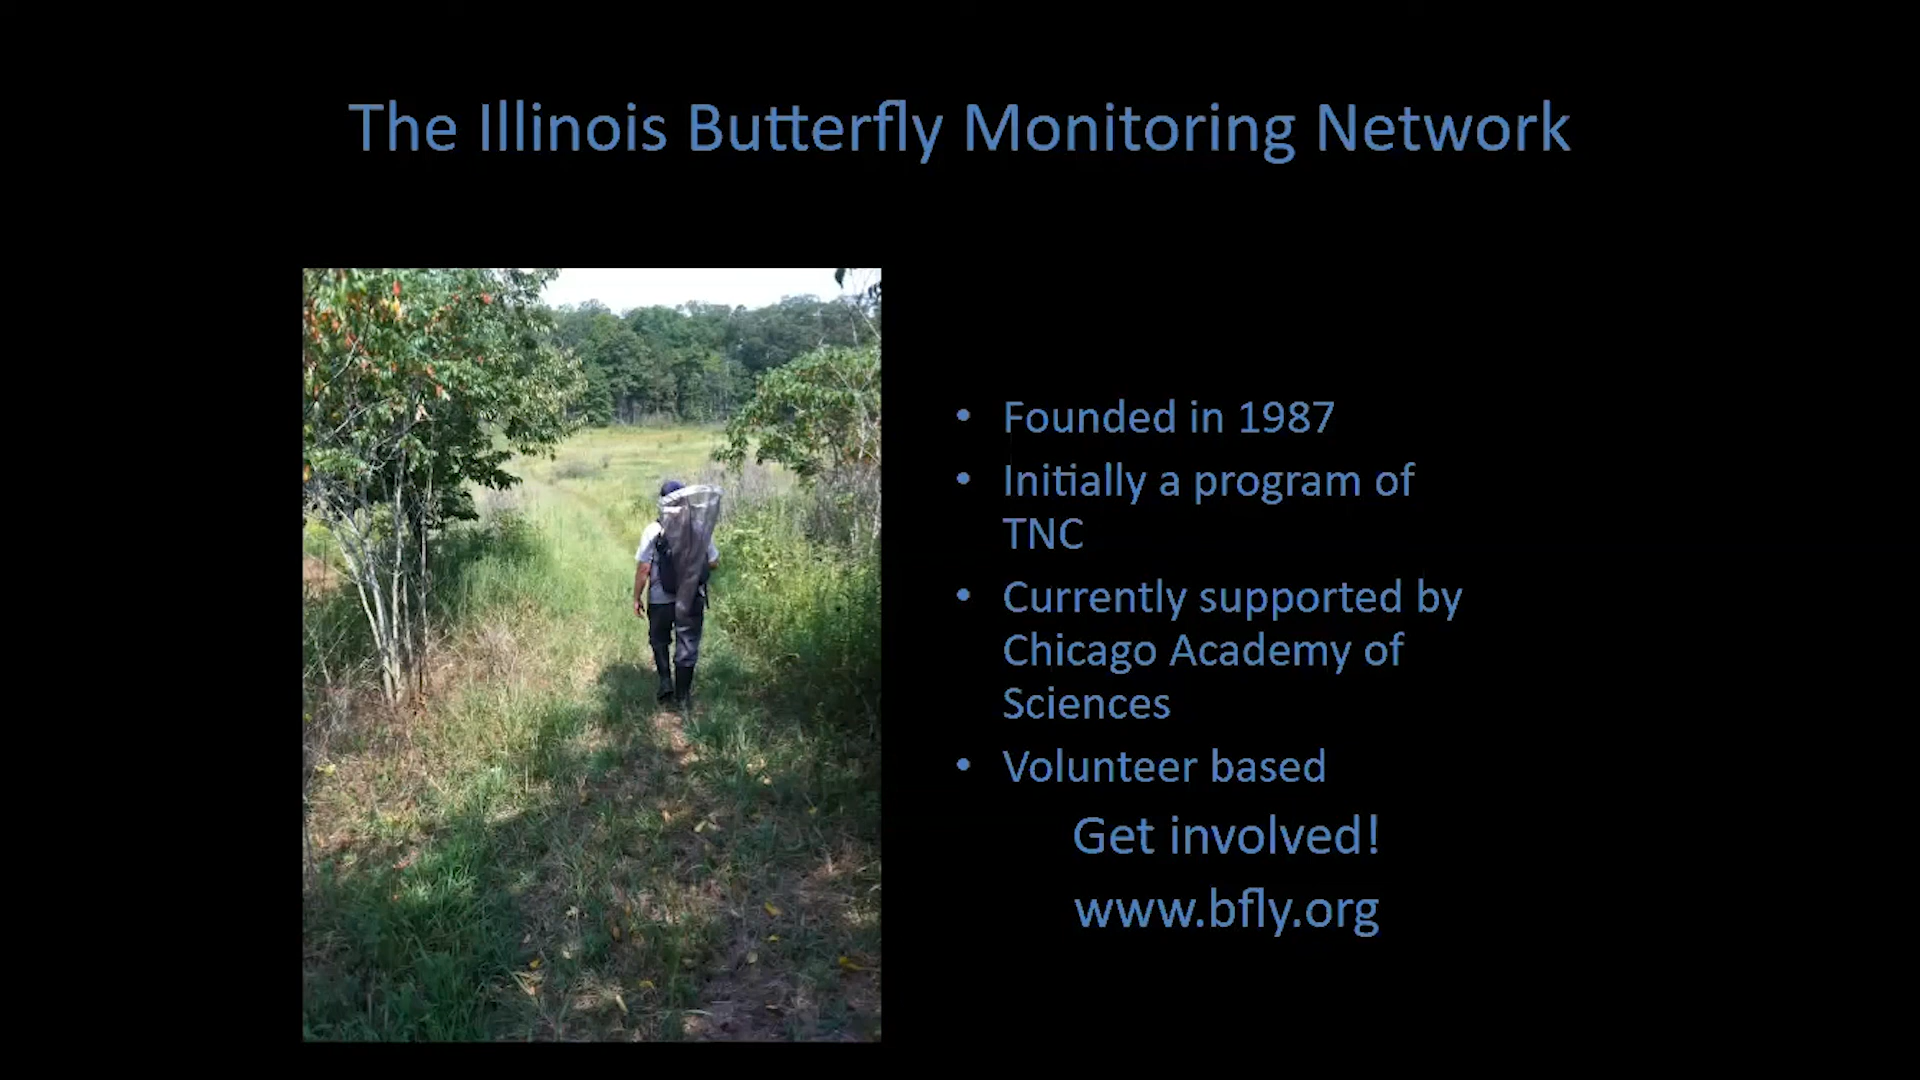 The Illinois Butterfly Monitoring Network
• Founded in 1987
• Initially a program of
TNC
• Currently supported by
Chicago Academy of
Sciences
• Volunteer based
Get involved!
www.bfly.org